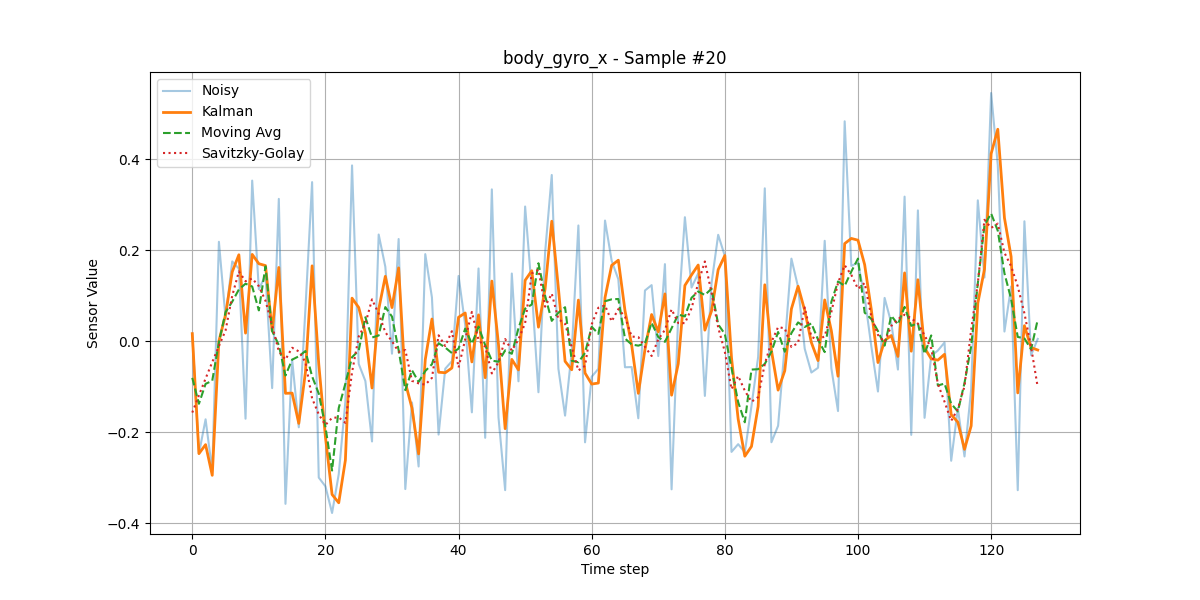 body_gyro_x - Sample #20
Noisy
Kalman
Moving Avg
Savitzky-Golay
Sensor Value
0.4
0.2
0.0
−0.2
−0.4
0 20 40 60 80 100 120
Time step